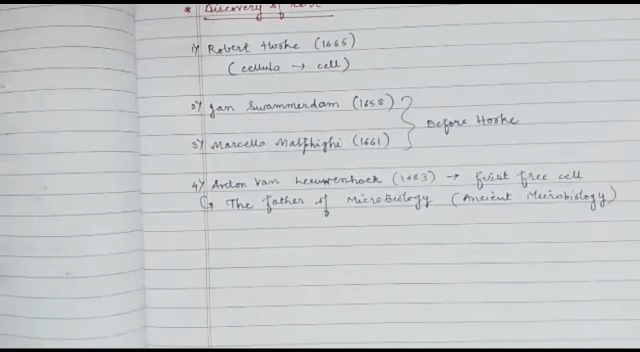 * Discovery of cell
1) Robert Hooke (1665)
(cellula → cell)
2) Jan Swammerdam (1658)
Before Hooke
3) Marcello Malphighi (1661)
4) Anton Van Leeuwenhoek (1683) → first free cell
↳ The father of Microbiology (Ancient Microbiology)